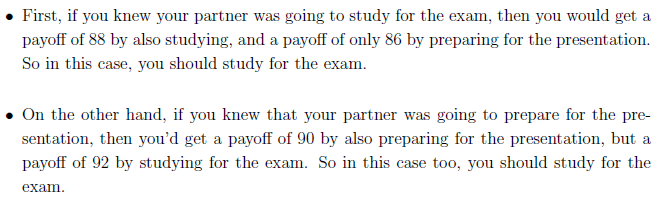 • First, if you knew your partner was going to study for the exam, then you would get a
payoff of 88 by also studying, and a payoff of only 86 by preparing for the presentation.
So in this case, you should study for the exam.
• On the other hand, if you knew that your partner was going to prepare for the pre-
sentation, then you'd get a payoff of 90 by also preparing for the presentation, but a
payoff of 92 by studying for the exam. So in this case too, you should study for the
exam.